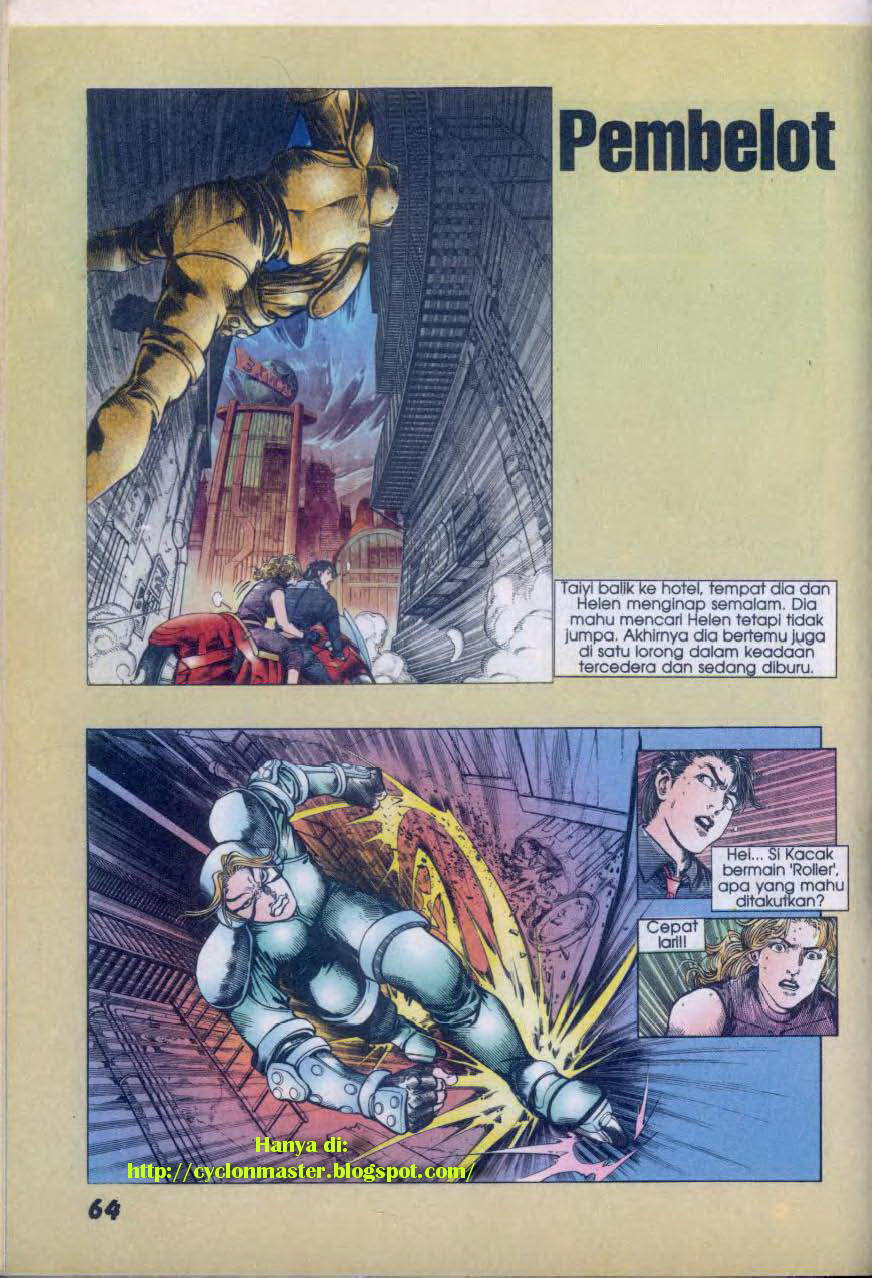 Pembelot
Taiyi balik ke hotel, tempat dia dan
Helen menginap semalam. Dia
mahu mencari Helen tetapi tidak
jumpa. Akhirnya dia bertemu juga
di satu lorong dalam keadaan
tercedera dan sedang diburu.
Hei... Si Kacak
bermain 'Roller',
apa yang mahu
ditakutkan?
Cepat
lari!!!
Hanya di:
http://cyclonmaster.blogspot.com/
64